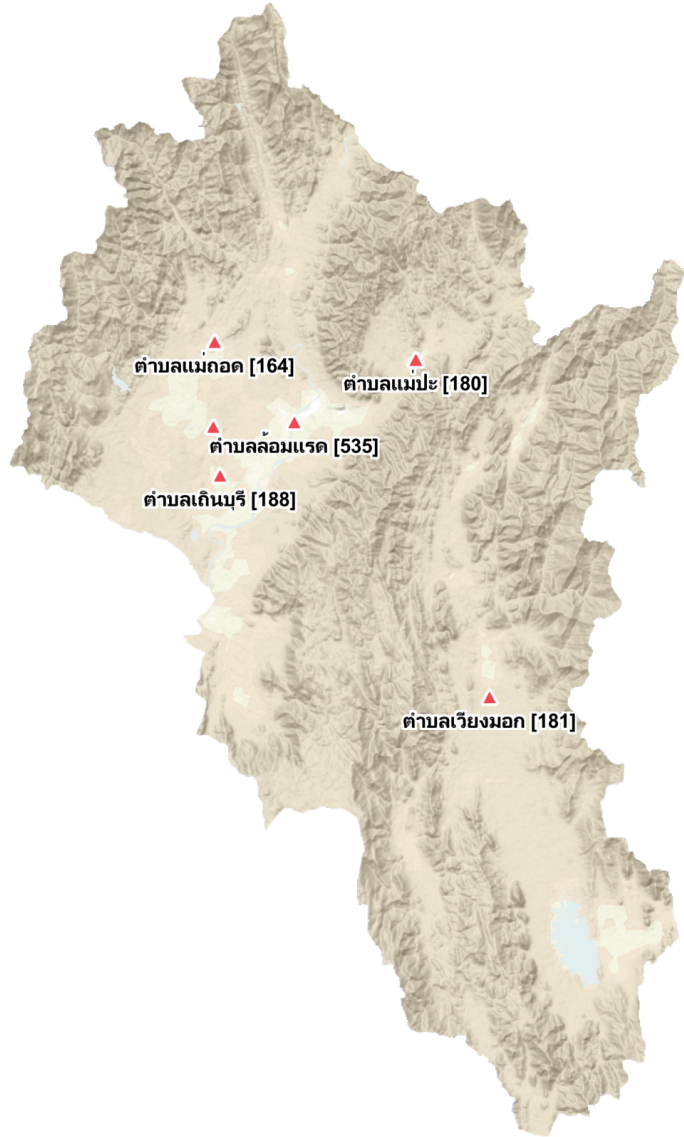 ตำบลแม่ถอด [164]
ตำบลแม่ปะ [180]
ตำบลล้อมแรด [535]
ตำบลเถินบุรี [188]
ตำบลเวียงมอก [181]